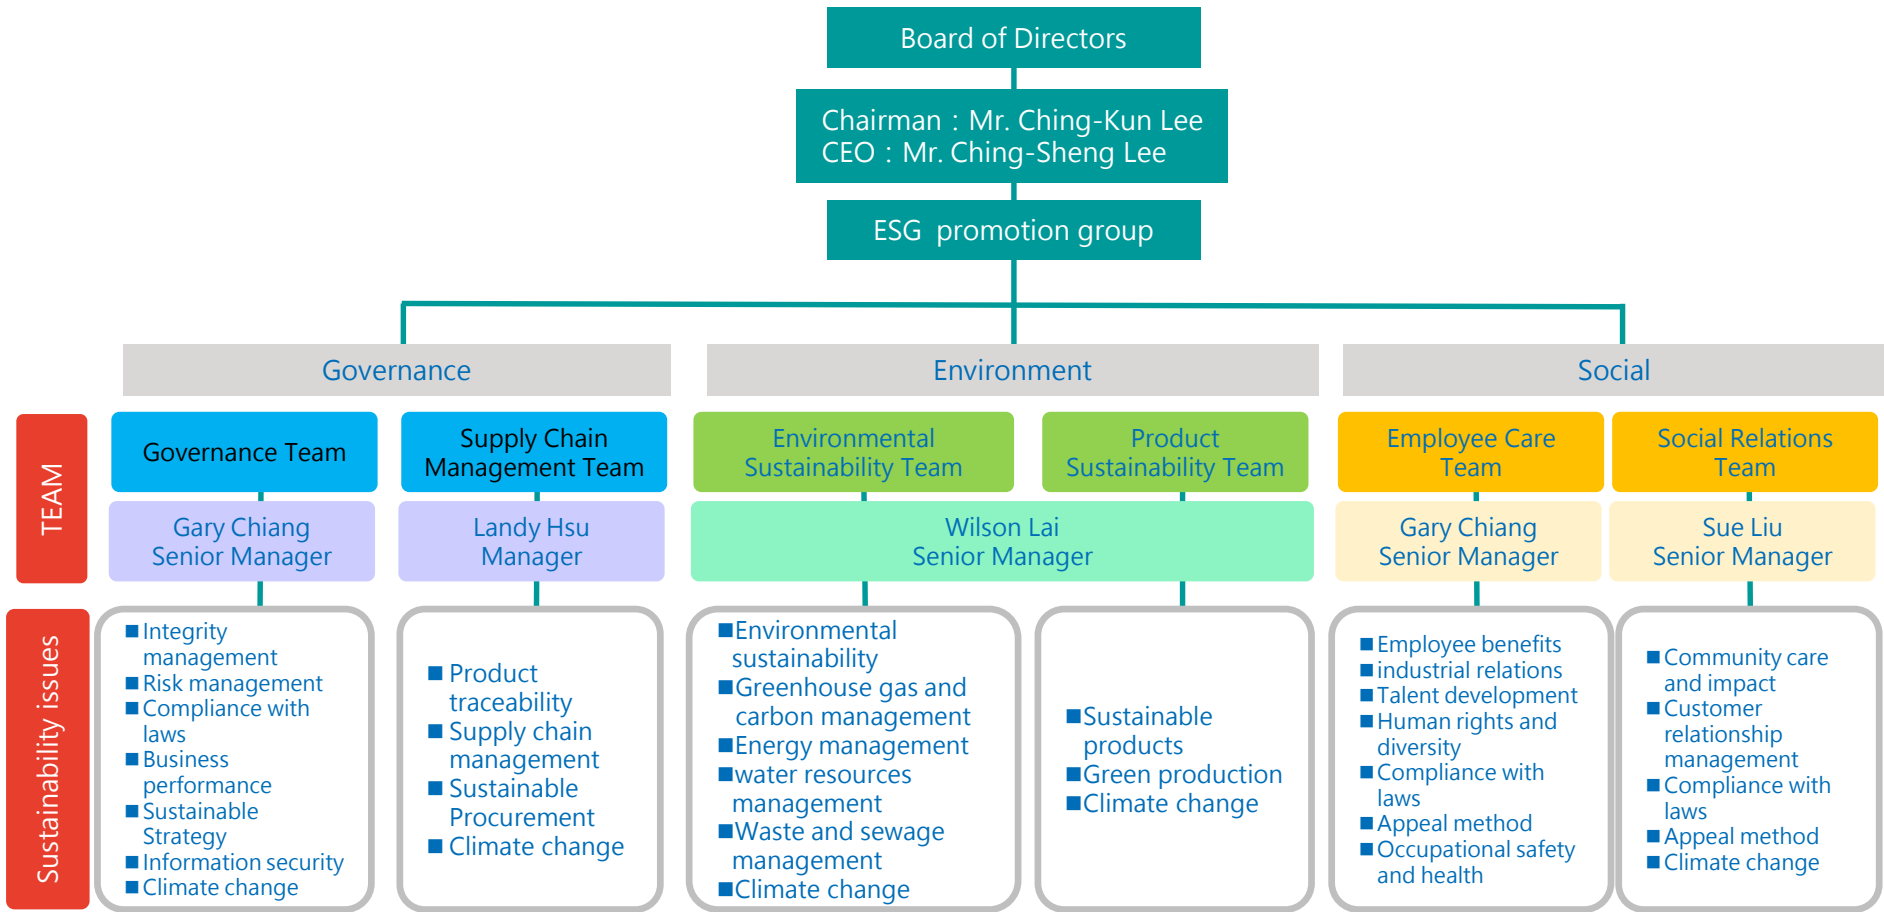 Board of Directors
Chairman：Mr. Ching-Kun Lee
CEO：Mr. Ching-Sheng Lee
ESG promotion group
Governance
Environment
Social
TEAM
Governance Team
Supply Chain
Management Team
Environmental
Sustainability Team
Product
Sustainability Team
Employee Care
Team
Social Relations
Team
Gary Chiang
Senior Manager
Landy Hsu
Manager
Wilson Lai
Senior Manager
Gary Chiang
Senior Manager
Sue Liu
Senior Manager
Sustainability issues
■ Integrity
management
■ Risk management
■ Compliance with
laws
■ Business
performance
■ Sustainable
Strategy
■ Information security
■ Climate change
■ Product
traceability
■ Supply chain
management
■ Sustainable
Procurement
■ Climate change
■Environmental
sustainability
■Greenhouse gas and
carbon management
■Energy management
■water resources
management
■Waste and sewage
management
■Climate change
■Sustainable
products
■Green production
■Climate change
■ Employee benefits
■ industrial relations
■ Talent development
■ Human rights and
diversity
■ Compliance with
laws
■ Appeal method
■ Occupational safety
and health
■ Community care
and impact
■ Customer
relationship
management
■ Compliance with
laws
■ Appeal method
■ Climate change